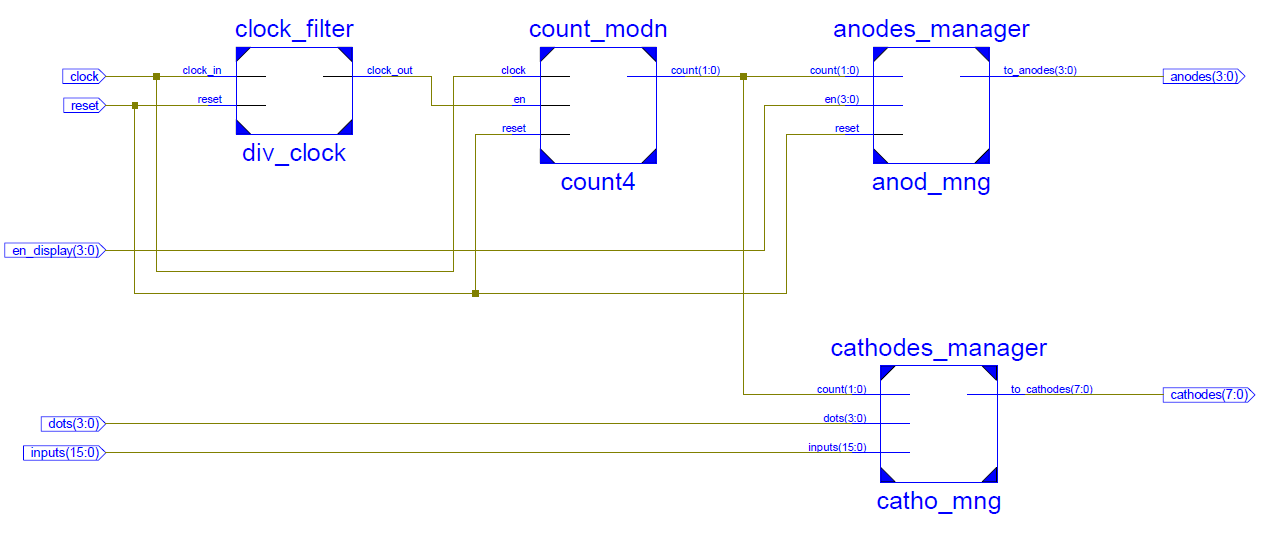 clock_filter
count_modn
anodes_manager
clock
clock_in
clock_out
clock
count(1:0)
count(1:0)
to_anodes(3:0)
anodes(3:0)
reset
reset
en
en(3:0)
reset
reset
div_clock
count4
anod_mng
en_display(3:0)
cathodes_manager
count(1:0)
to_cathodes(7:0)
cathodes(7:0)
dots(3:0)
dots(3:0)
inputs(15:0)
inputs(15:0)
catho_mng